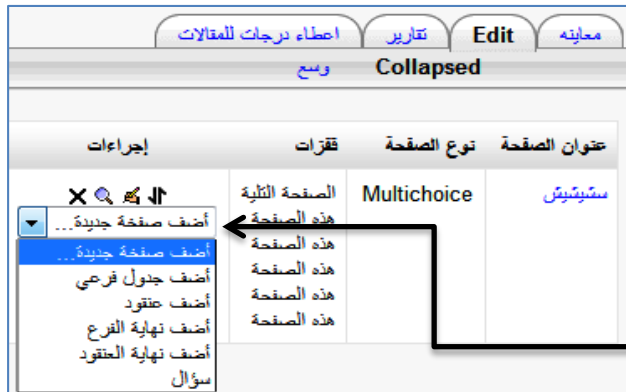 معاينه Edit تقارير اعطاء درجات للمقالات
Collapsed وسع
عنوان الصفحة نوع الصفحة قفزات إجراءات
ستيتيش Multichoice الصفحة التالية
هذه الصفحة
هذه الصفحة
هذه الصفحة
هذه الصفحة
هذه الصفحة
أضف صفحة جديدة...
أضف صفحة جديدة...
أضف جدول فرعي
أضف عنقود
أضف نهاية الفرع
أضف نهاية العنقود
سؤال